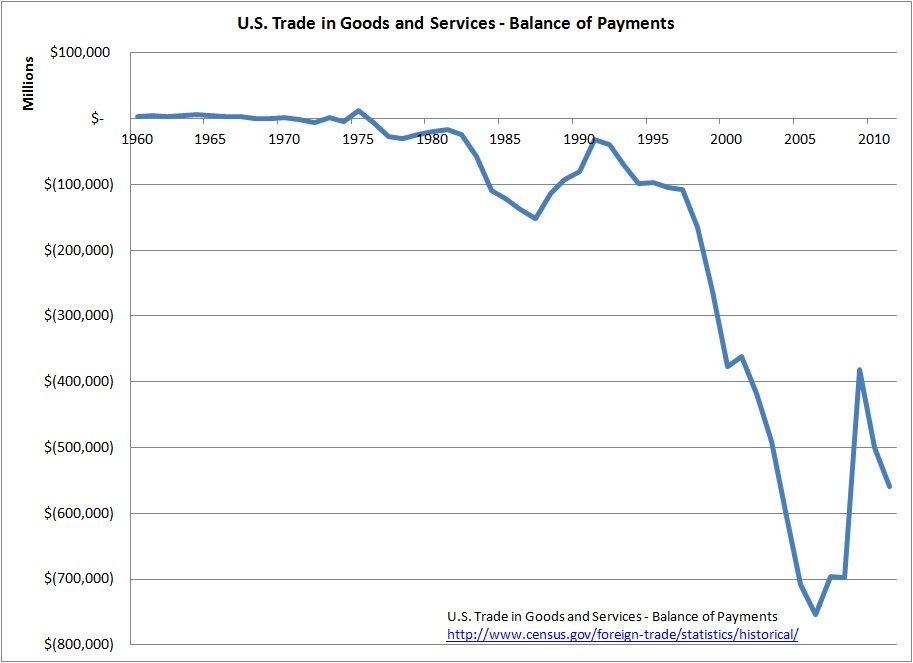 U.S. Trade in Goods and Services - Balance of Payments
Millions
$100,000
$-
1960 1965 1970 1975 1980 1985 1990 1995 2000 2005 2010
$(100,000)
$(200,000)
$(300,000)
$(400,000)
$(500,000)
$(600,000)
$(700,000)
$(800,000)
U.S. Trade in Goods and Services - Balance of Payments
http://www.census.gov/foreign-trade/statistics/historical/